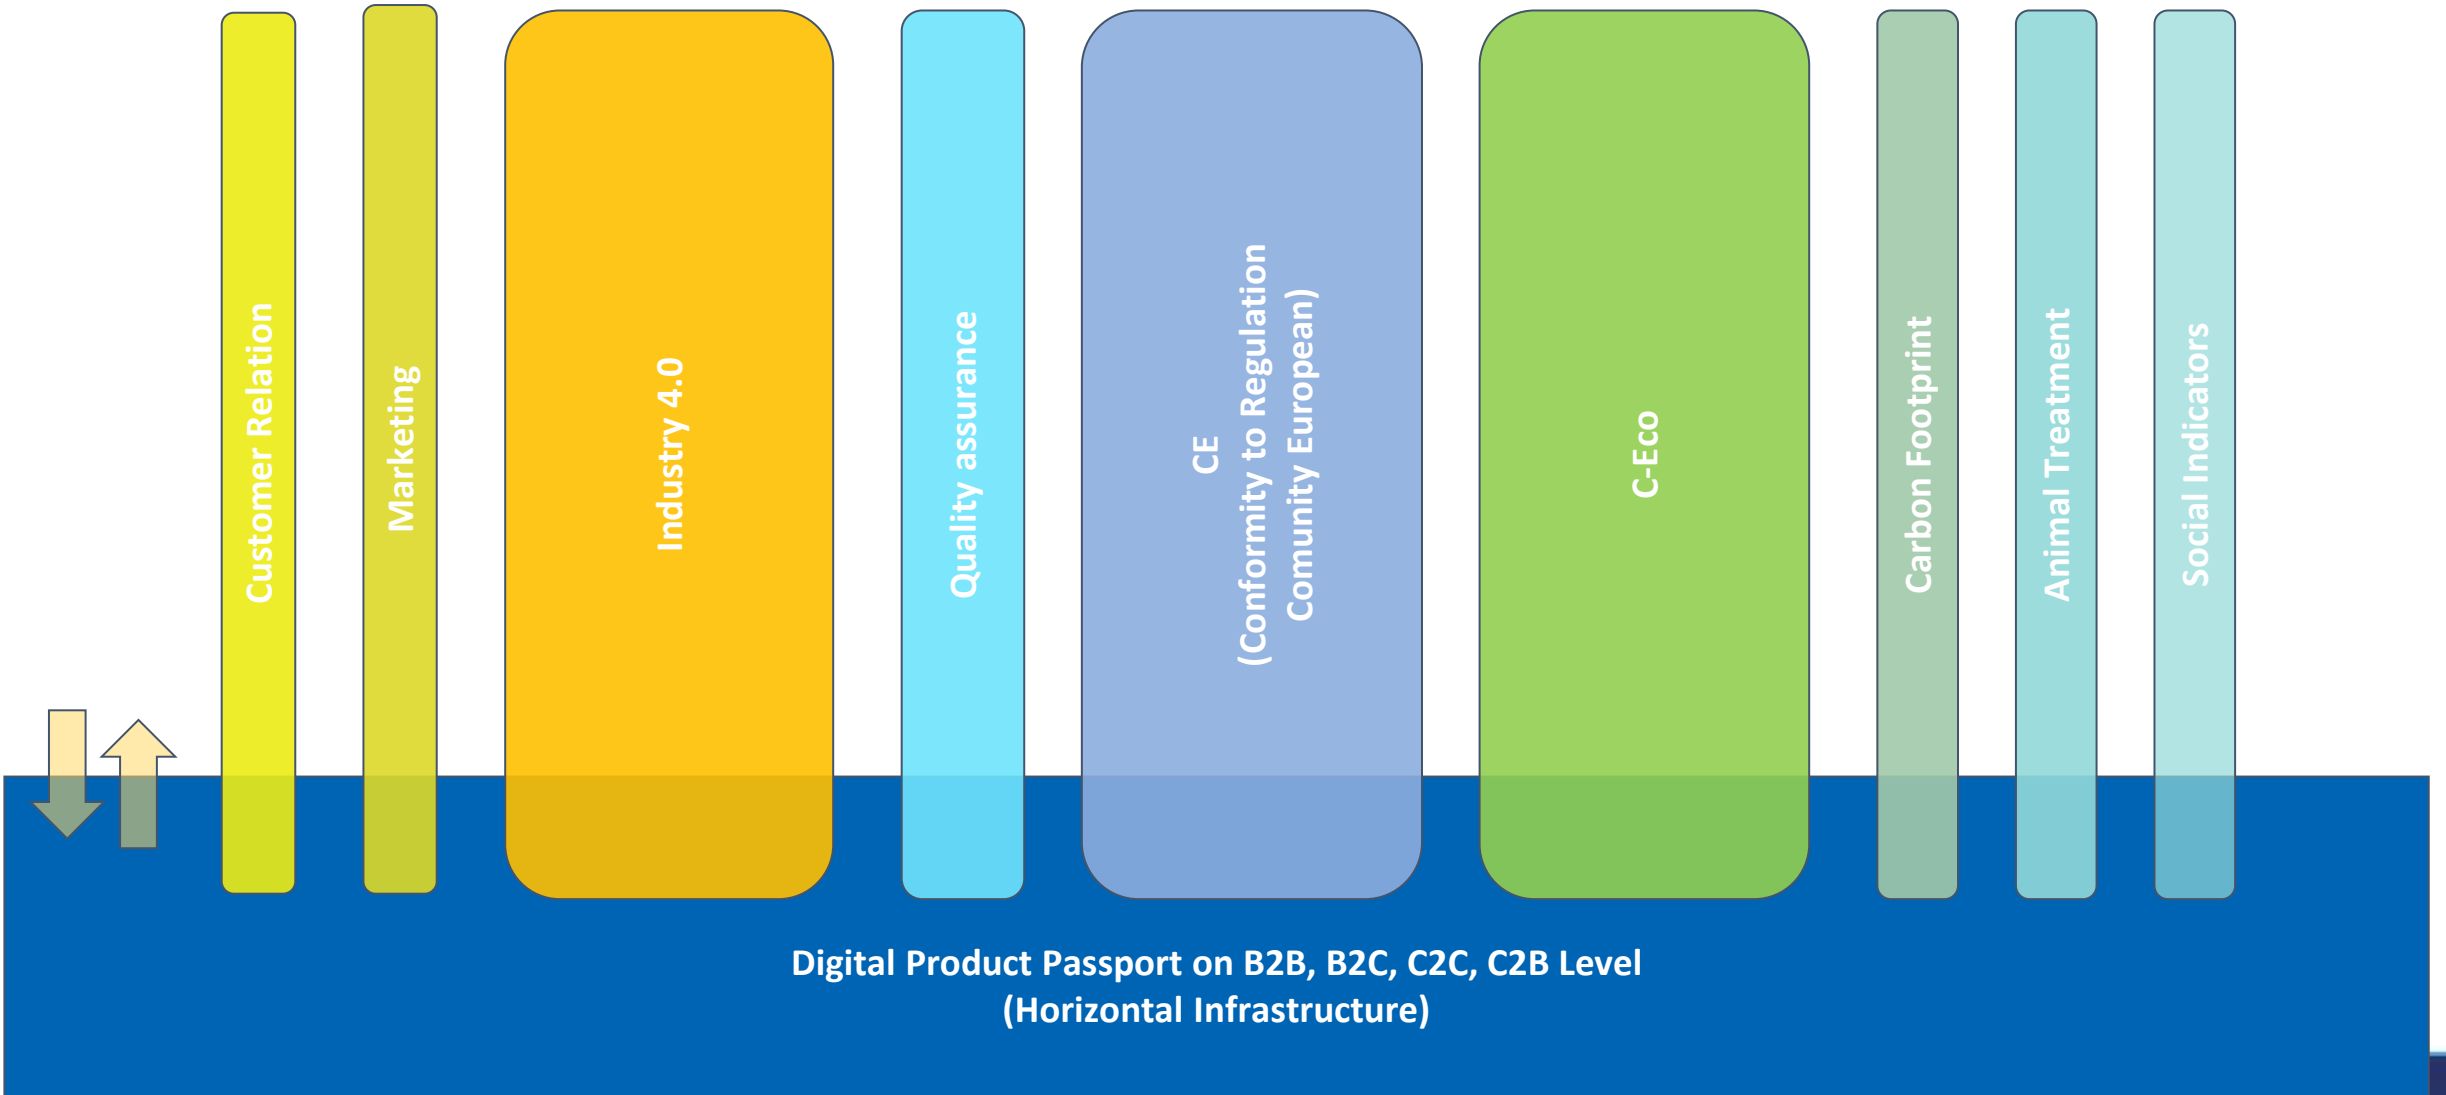 Customer Relation
Marketing
Industry 4.0
Quality assurance
CE
(Conformity to Regulation
Comunity European)
C-Eco
Carbon Footprint
Animal Treatment
Social Indicators
Digital Product Passport on B2B, B2C, C2C, C2B Level
(Horizontal Infrastructure)